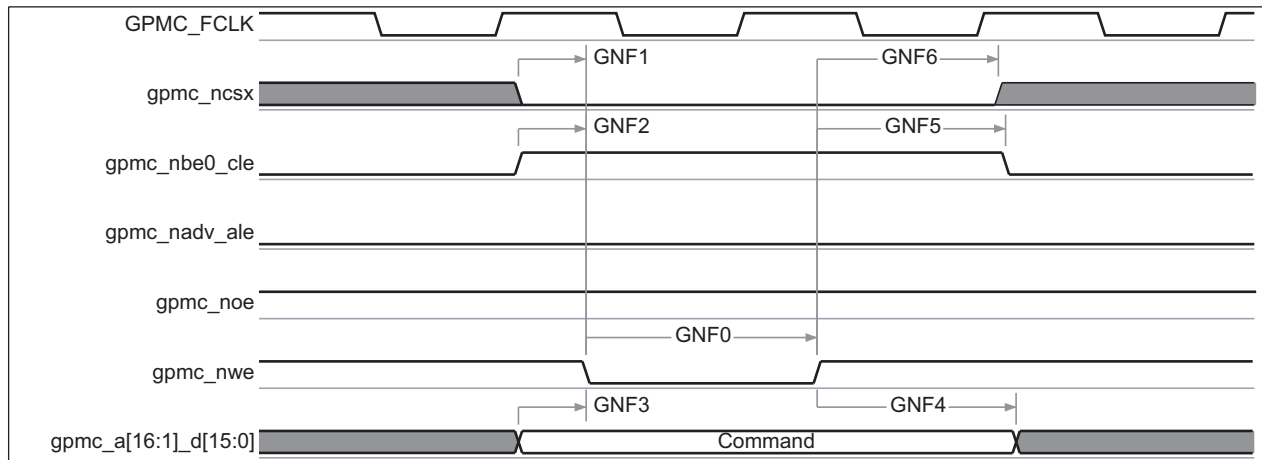 GPMC_FCLK
GNF1 GNF6
gpmc_ncsx
GNF2 GNF5
gpmc_nbe0_cle
gpmc_nadv_ale
gpmc_noe
GNF0
gpmc_nwe
GNF3 GNF4
gpmc_a[16:1]_d[15:0] Command